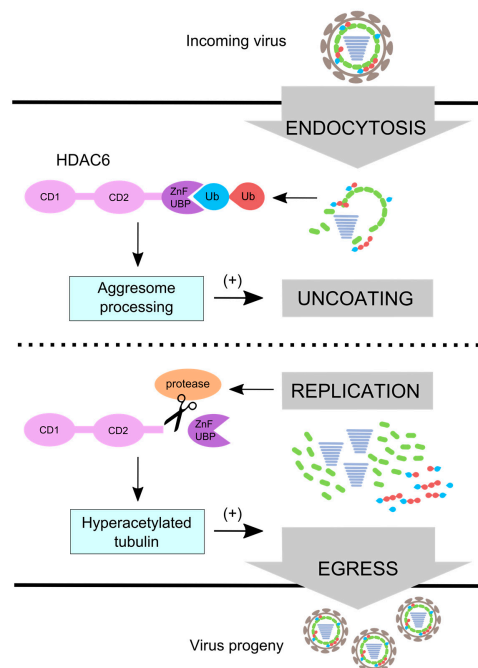 Incoming virus
ENDOCYTOSIS
HDAC6
CD1
CD2
ZnF
UBP
Ub
Ub
Aggresome
processing
(+)
UNCOATING
protease
REPLICATION
CD1
CD2
ZnF
UBP
Hyperacetylated
tubulin
(+)
EGRESS
Virus progeny